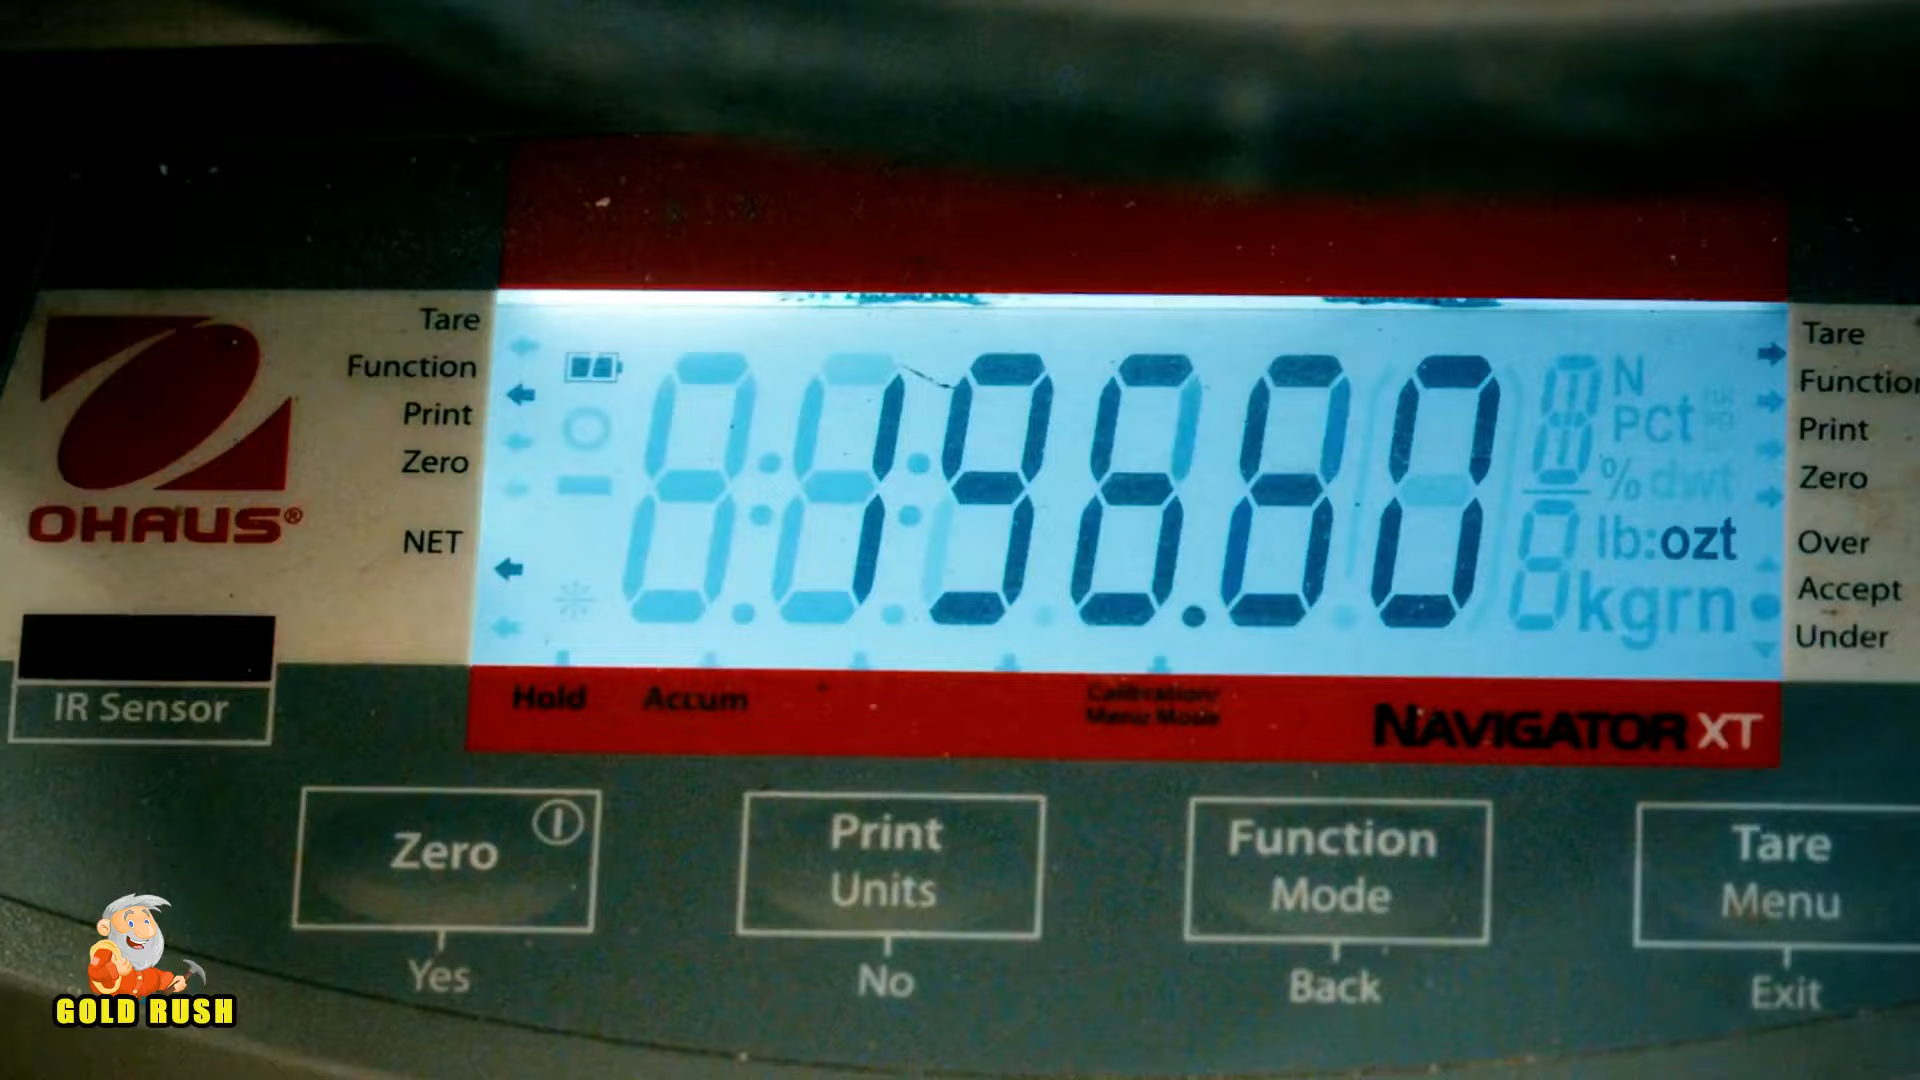 Tare
Function
Print
Zero
NET
OHAUS®
IR Sensor
196.80
N
PCt
% dwt
lb:ozt
kgrn
Tare
Function
Print
Zero
Over
Accept
Under
Hold
Accum
Calibration/
Menu Mode
NAVIGATOR XT
Zero
Yes
Print
Units
No
Function
Mode
Back
Tare
Menu
Exit
GOLD RUSH